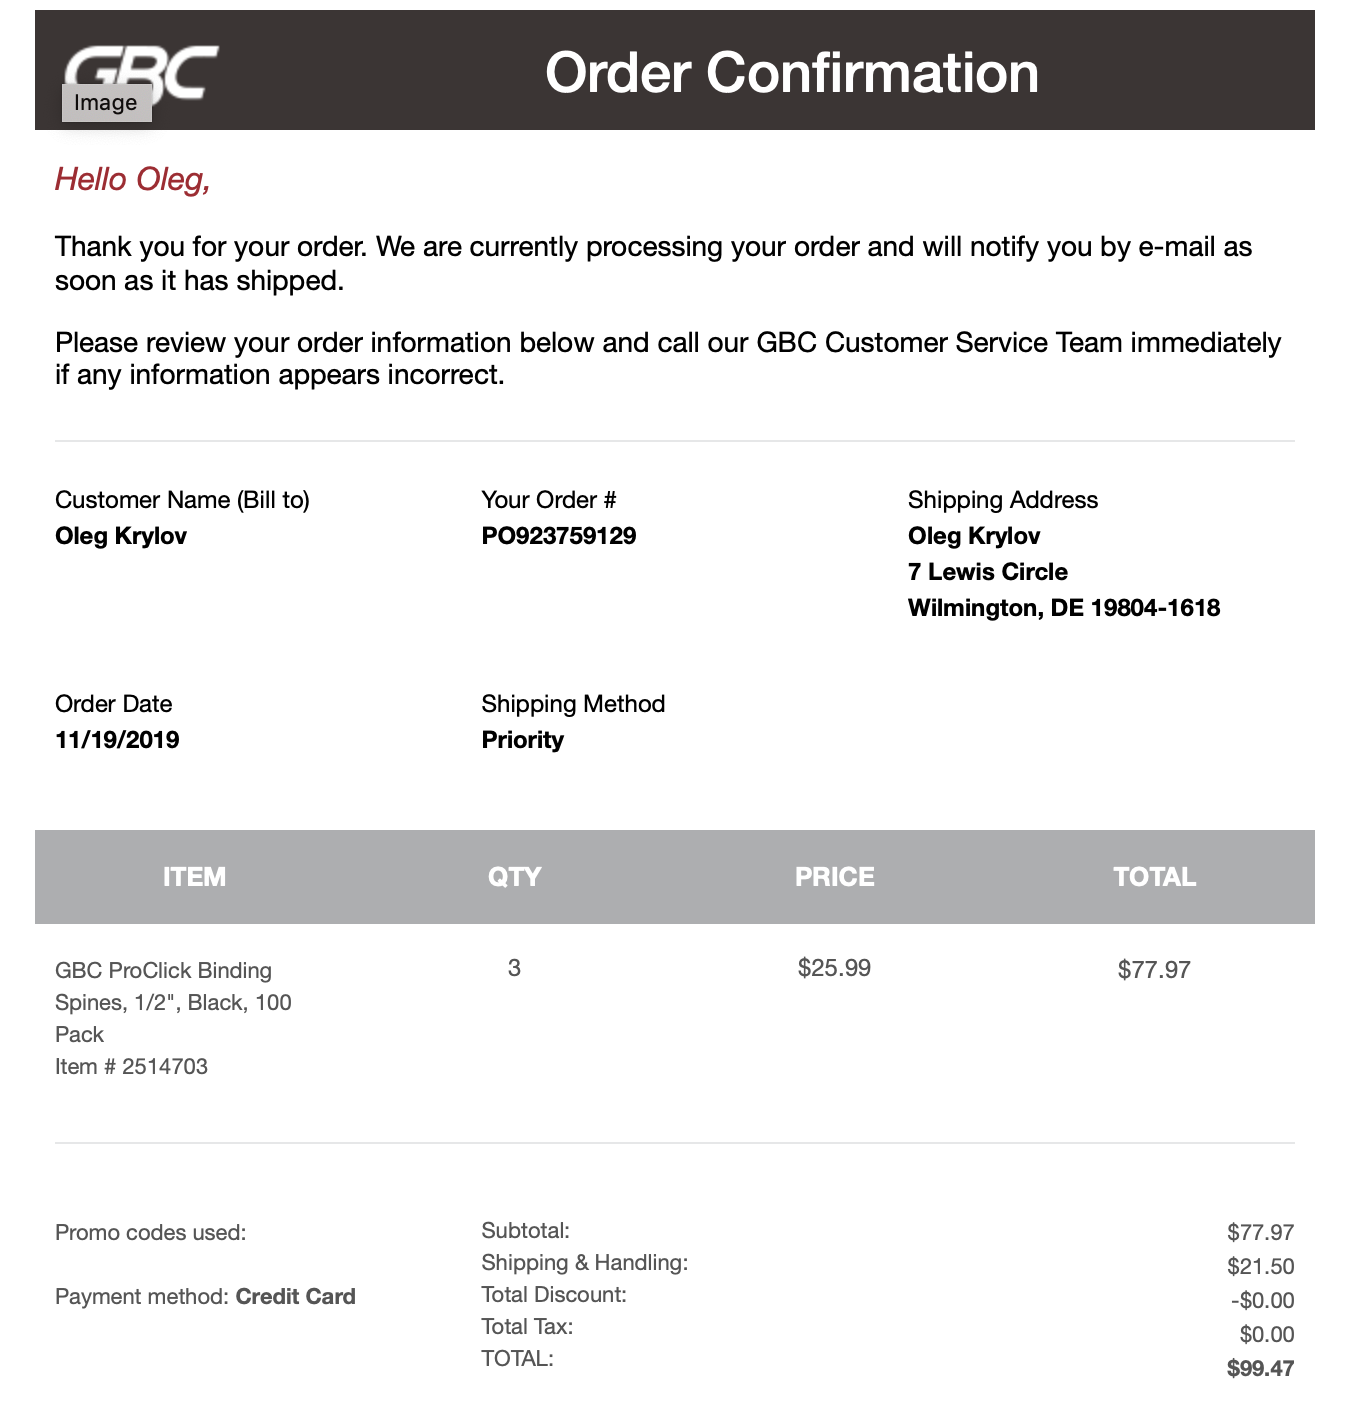 GBC
Image
Order Confirmation
Hello Oleg,
Thank you for your order. We are currently processing your order and will notify you by e-mail as
soon as it has shipped.
Please review your order information below and call our GBC Customer Service Team immediately
if any information appears incorrect.
Customer Name (Bill to)
Oleg Krylov
Your Order #
PO923759129
Shipping Address
Oleg Krylov
7 Lewis Circle
Wilmington, DE 19804-1618
Order Date
11/19/2019
Shipping Method
Priority
ITEM QTY PRICE TOTAL
GBC ProClick Binding 3 $25.99 $77.97
Spines, 1/2", Black, 100
Pack
Item # 2514703
Promo codes used:
Payment method: Credit Card
Subtotal: $77.97
Shipping & Handling: $21.50
Total Discount: -$0.00
Total Tax: $0.00
TOTAL: $99.47